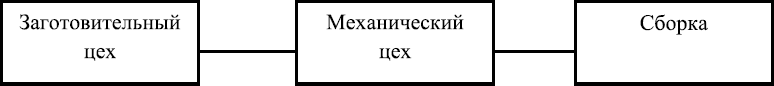 Заготовительный
цех
Механический
цех
Сборка